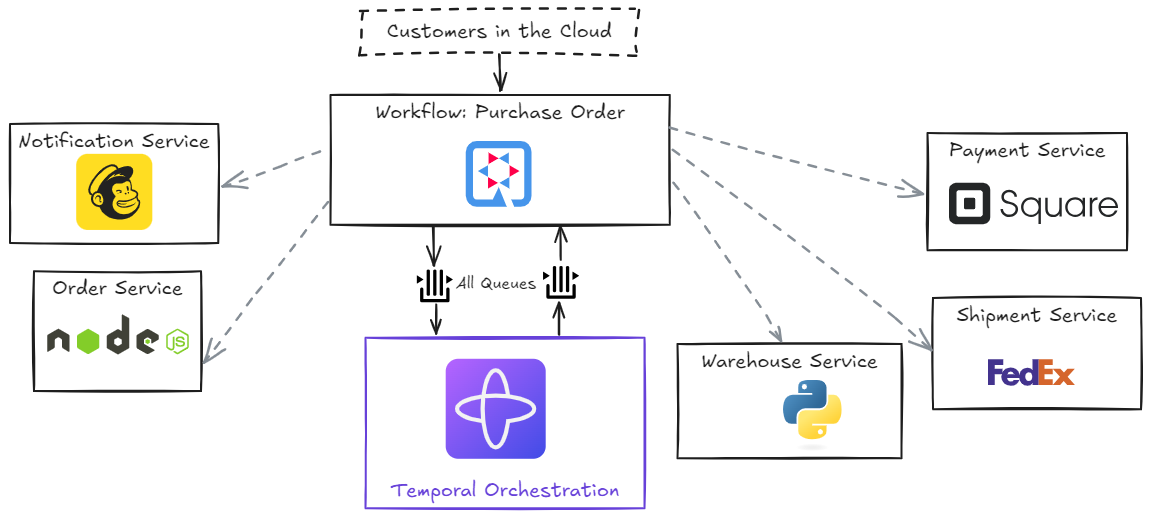 Customers in the Cloud
Workflow: Purchase Order
Notification Service
Payment Service
Square
Order Service
node
JS
All Queues
Shipment Service
FedEx
Warehouse Service
Temporal Orchestration